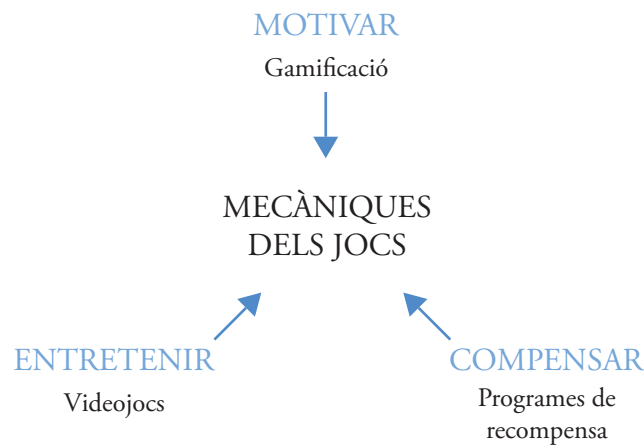 MOTIVAR
Gamificació
MECÀNIQUES
DELS JOCS
ENTRETENIR
Videojocs
COMPENSAR
Programes de
recompensa